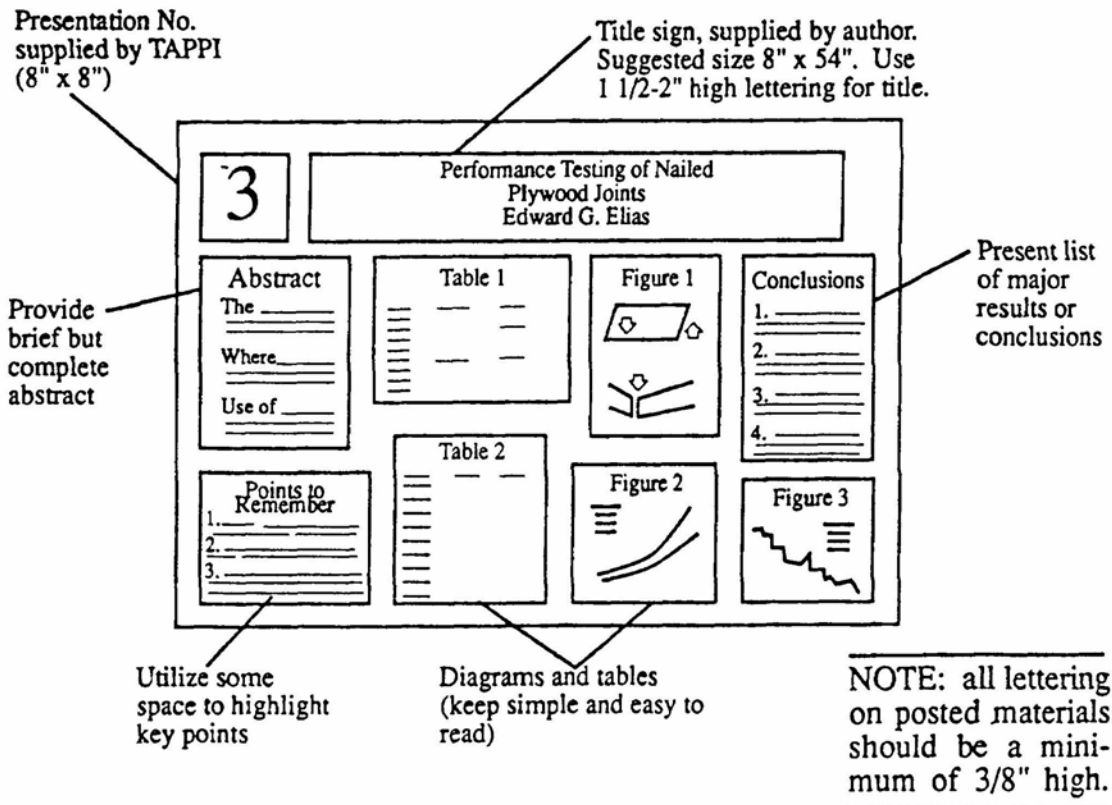 Presentation No.
supplied by TAPPI
(8" x 8")
Title sign, supplied by author.
Suggested size 8" x 54". Use
1 1/2-2" high lettering for title.
3
Performance Testing of Nailed
Plywood Joints
Edward G. Elias
Provide
brief but
complete
abstract
Abstract
The
Where
Use of
Table 1
Figure 1
Conclusions
1.
2.
3.
4.
Present list
of major
results or
conclusions
Points to
Remember
1.
2.
3.
Table 2
Figure 2
Figure 3
Utilize some
space to highlight
key points
Diagrams and tables
(keep simple and easy to
read)
NOTE: all lettering
on posted materials
should be a mini-
mum of 3/8" high.